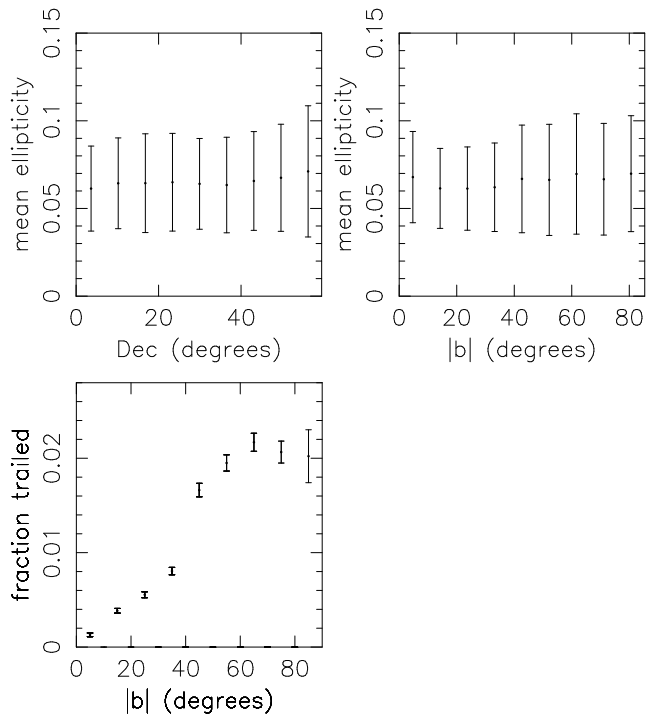 mean ellipticity
0 0.05 0.1 0.15
0 20 40
Dec (degrees)
mean ellipticity
0 0.05 0.1 0.15
0 20 40 60 80
|b| (degrees)
fraction trailed
0 0.01 0.02
0 20 40 60 80
|b| (degrees)